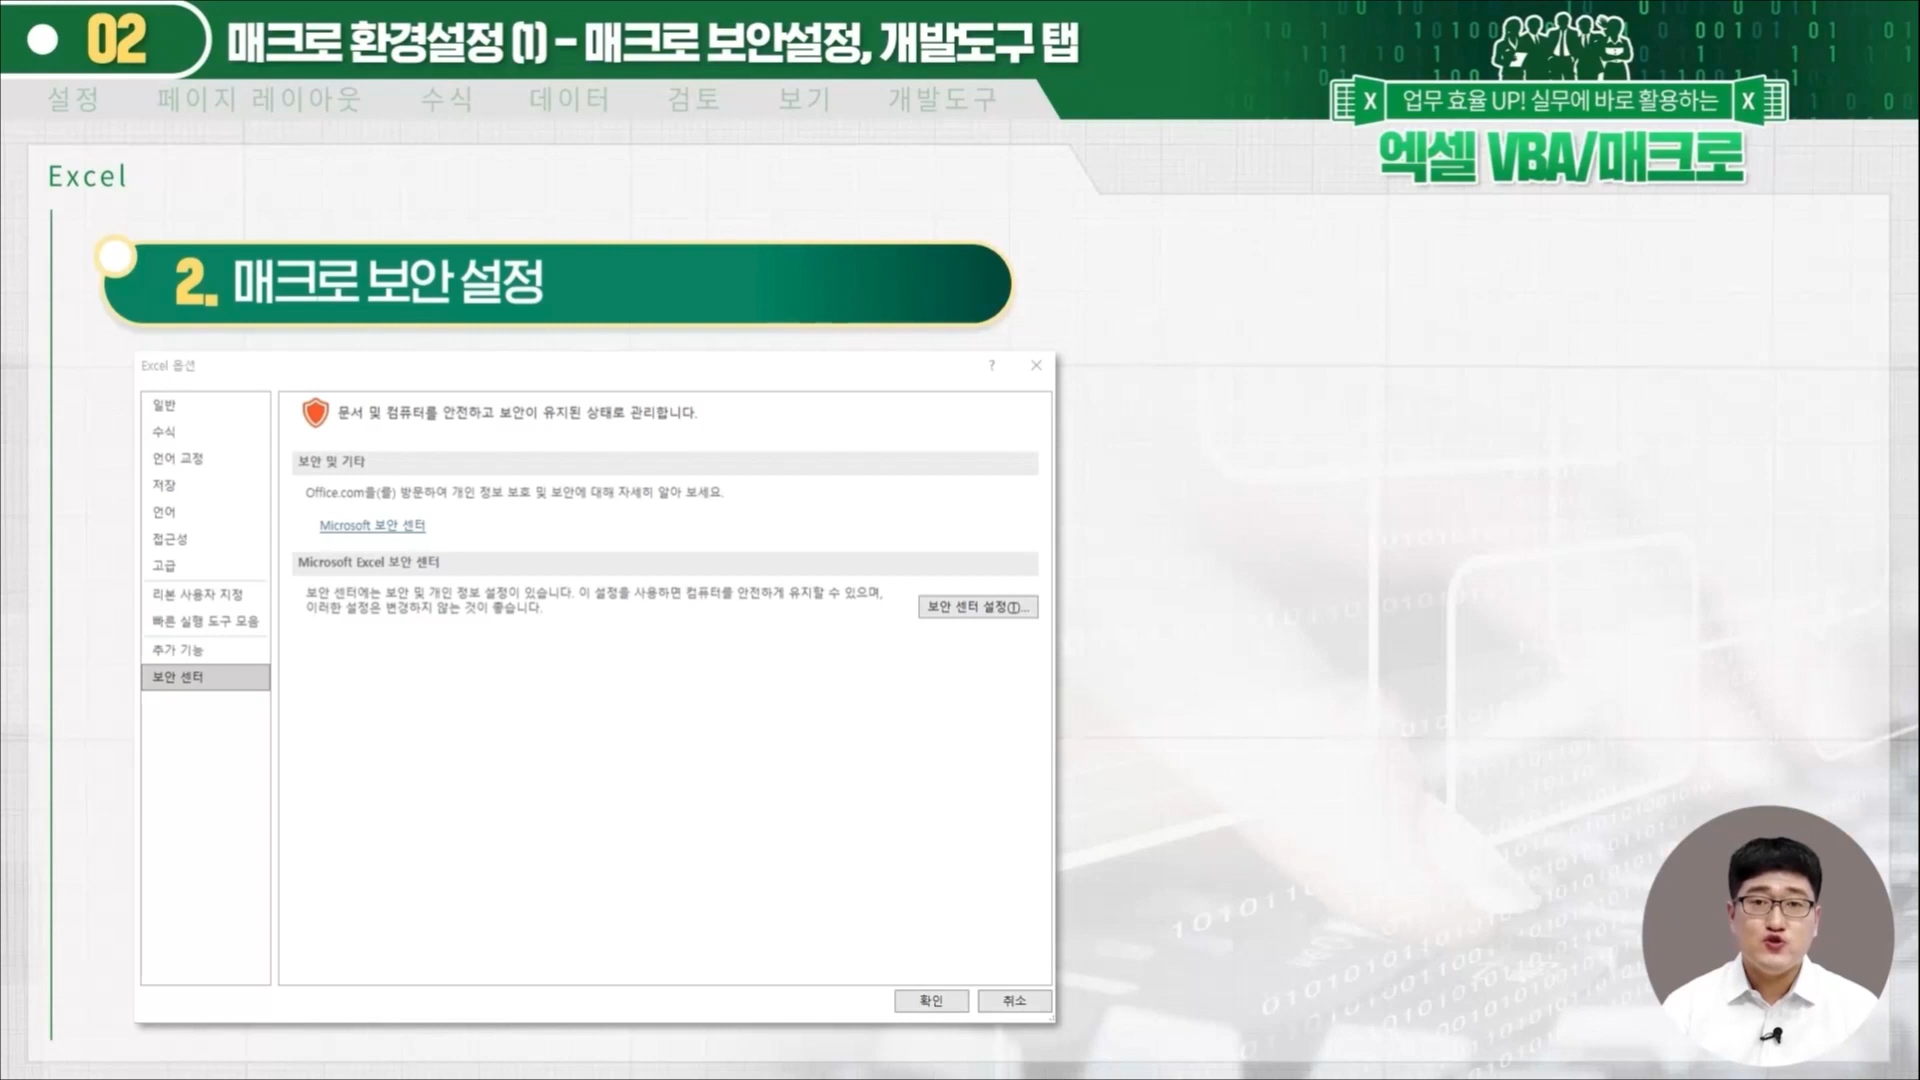 02 매크로 환경설정 (1) - 매크로 보안설정, 개발도구 탭
설정 페이지 레이아웃 수식 데이터 검토 보기 개발도구
X 업무 효율 UP! 실무에 바로 활용하는 X
엑셀 VBA/매크로
Excel
2. 매크로 보안 설정
Excel 옵션
일반
수식
언어 교정
저장
언어
접근성
고급
리본 사용자 지정
빠른 실행 도구 모음
추가 기능
보안 센터
문서 및 컴퓨터를 안전하고 보안이 유지된 상태로 관리합니다.
보안 및 기타
Office.com을(를) 방문하여 개인 정보 보호 및 보안에 대해 자세히 알아 보세요.
Microsoft 보안 센터
Microsoft Excel 보안 센터
보안 센터에는 보안 및 개인 정보 설정이 있습니다. 이 설정을 사용하면 컴퓨터를 안전하게 유지할 수 있으며,
이러한 설정은 변경하지 않는 것이 좋습니다.
보안 센터 설정(T)...
확인 취소